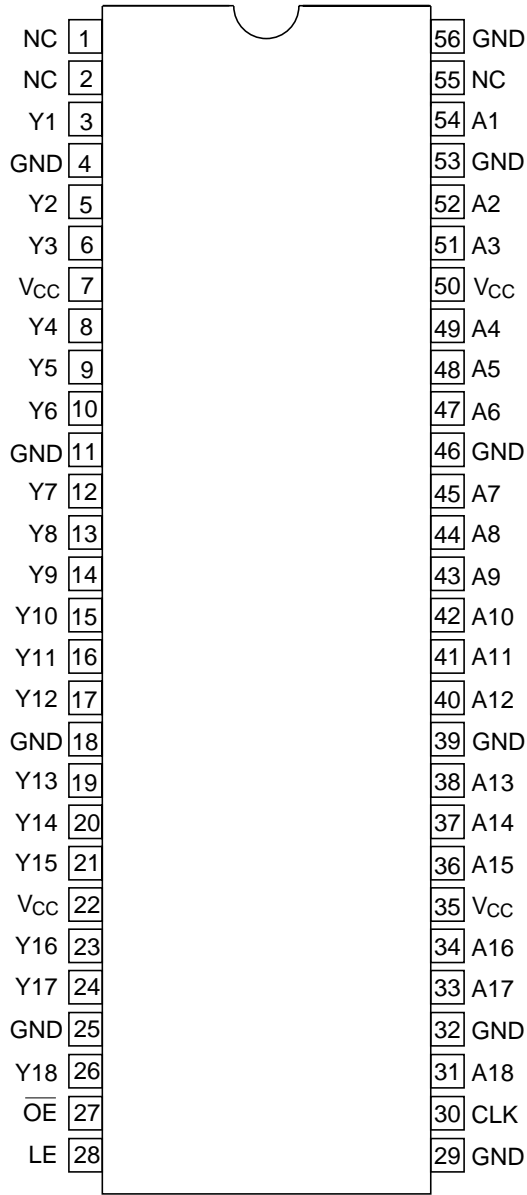 NC 1 56 GND
NC 2 55 NC
Y1 3 54 A1
GND 4 53 GND
Y2 5 52 A2
Y3 6 51 A3
VCC 7 50 VCC
Y4 8 49 A4
Y5 9 48 A5
Y6 10 47 A6
GND 11 46 GND
Y7 12 45 A7
Y8 13 44 A8
Y9 14 43 A9
Y10 15 42 A10
Y11 16 41 A11
Y12 17 40 A12
GND 18 39 GND
Y13 19 38 A13
Y14 20 37 A14
Y15 21 36 A15
VCC 22 35 VCC
Y16 23 34 A16
Y17 24 33 A17
GND 25 32 GND
Y18 26 31 A18
O̅E̅ 27 30 CLK
LE 28 29 GND